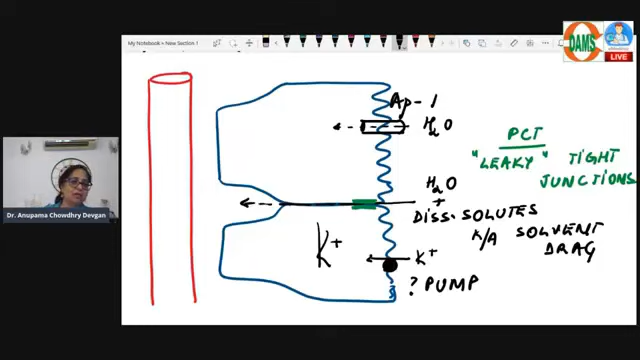 My Notebook > New Section 1
DAMS
LIVE
Ap-1
H2O
PCT
"LEAKY" TIGHT
JUNCTIONS
H2O
+
DISS. SOLUTES
K/A SOLVENT
DRAG
K+
K+
? PUMP
Dr. Anupama Chowdhry Devgan